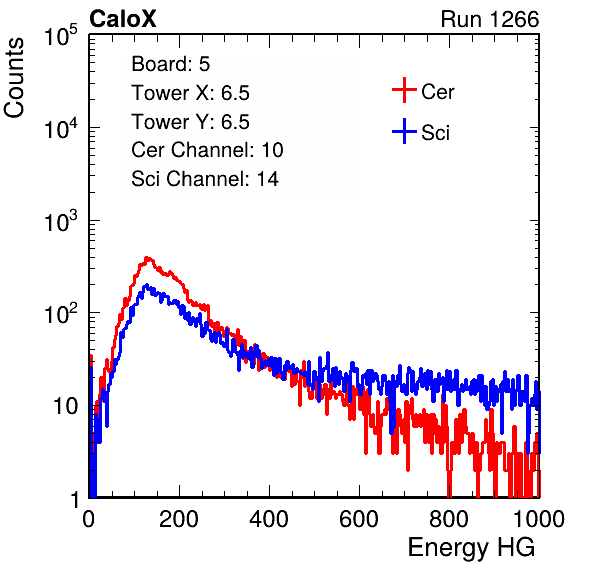 CaloX Run 1266
Counts
10^5
10^4
10^3
10^2
10
1
Board: 5
Tower X: 6.5
Tower Y: 6.5
Cer Channel: 10
Sci Channel: 14
Cer
Sci
0 200 400 600 800 1000
Energy HG